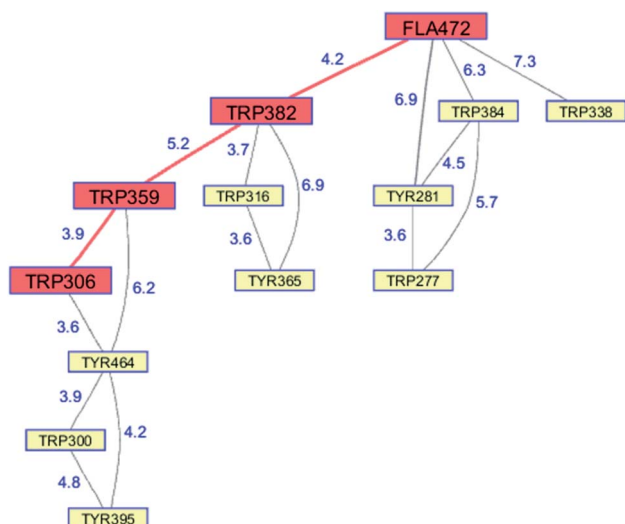 FLA472
4.2
7.3
6.3
6.9
TRP382
TRP384
TRP338
5.2
3.7
4.5
6.9
TRP359
TRP316
TYR281
5.7
3.9
3.6
3.6
TRP306
6.2
TYR365
TRP277
3.6
TYR464
3.9
4.2
TRP300
4.8
TYR395